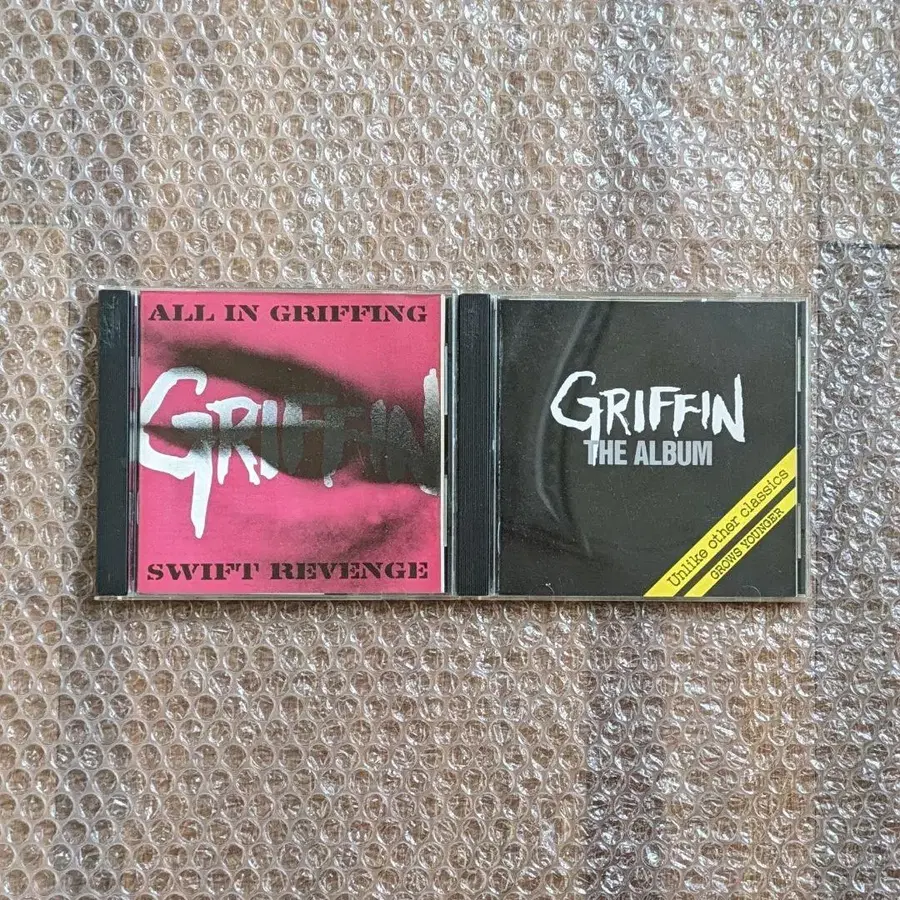 ALL IN GRIFFING
GRIFFIN
SWIFT REVENGE
GRIFFIN
THE ALBUM
Unlike other classics
GROWS YOUNGER